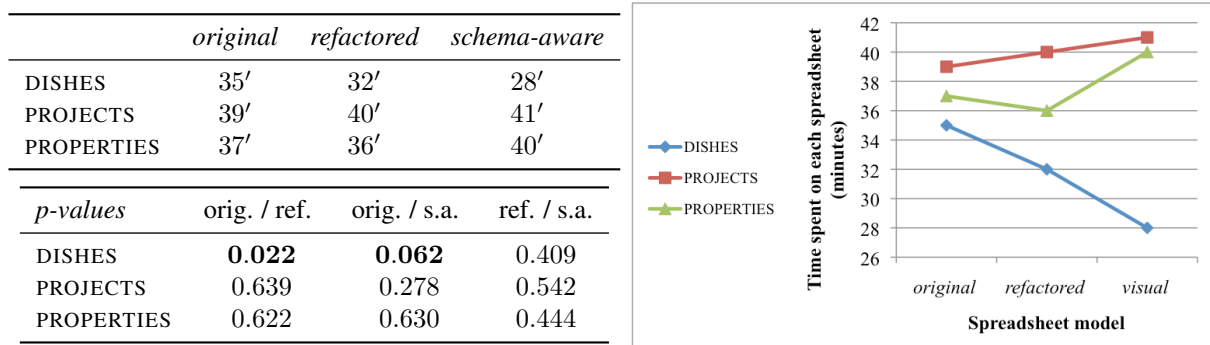 original refactored schema-aware
DISHES 35′ 32′ 28′
PROJECTS 39′ 40′ 41′
PROPERTIES 37′ 36′ 40′
p-values orig. / ref. orig. / s.a. ref. / s.a.
DISHES 0.022 0.062 0.409
PROJECTS 0.639 0.278 0.542
PROPERTIES 0.622 0.630 0.444
DISHES
PROJECTS
PROPERTIES
Time spent on each spreadsheet
(minutes)
42
40
38
36
34
32
30
28
26
original refactored visual
Spreadsheet model